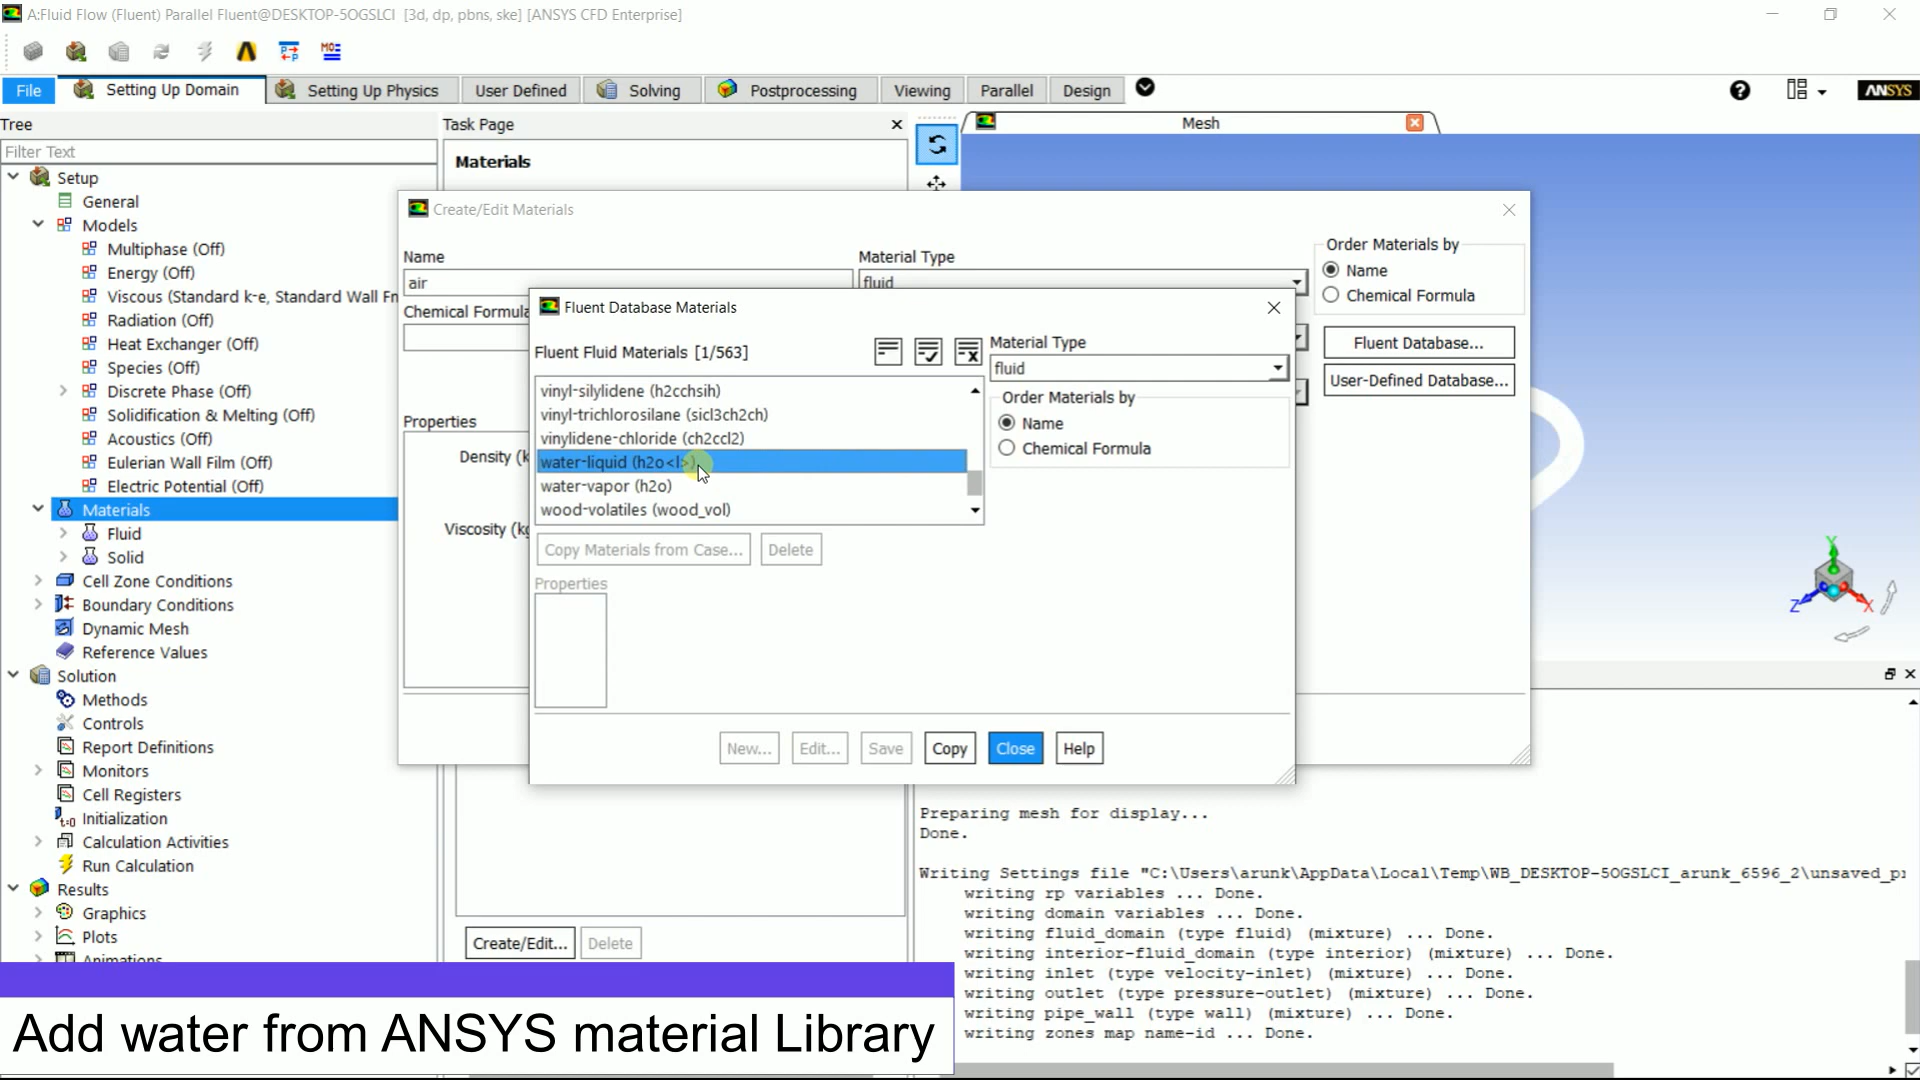 A:Fluid Flow (Fluent) Parallel Fluent@DESKTOP-5OGSLCI [3d, dp, pbns, ske] [ANSYS CFD Enterprise]
File
Setting Up Domain
Setting Up Physics
User Defined
Solving
Postprocessing
Viewing
Parallel
Design
ANSYS
Tree
Filter Text
Setup
General
Models
Multiphase (Off)
Energy (Off)
Viscous (Standard k-e, Standard Wall Fn
Radiation (Off)
Heat Exchanger (Off)
Species (Off)
Discrete Phase (Off)
Solidification & Melting (Off)
Acoustics (Off)
Eulerian Wall Film (Off)
Electric Potential (Off)
Materials
Fluid
Solid
Cell Zone Conditions
Boundary Conditions
Dynamic Mesh
Reference Values
Solution
Methods
Controls
Report Definitions
Monitors
Cell Registers
Initialization
Calculation Activities
Run Calculation
Results
Graphics
Plots
Animations
Task Page
Materials
Create/Edit...
Delete
Mesh
Create/Edit Materials
Name
air
Material Type
fluid
Chemical Formula
Properties
Density (k
Viscosity (kg
Order Materials by
Name
Chemical Formula
Fluent Database...
User-Defined Database...
Fluent Database Materials
Fluent Fluid Materials [1/563]
vinyl-silylidene (h2cchsih)
vinyl-trichlorosilane (sicl3ch2ch)
vinylidene-chloride (ch2ccl2)
water-liquid (h2o<l>)
water-vapor (h2o)
wood-volatiles (wood_vol)
Material Type
fluid
Order Materials by
Name
Chemical Formula
Copy Materials from Case...
Delete
Properties
New...
Edit...
Save
Copy
Close
Help
Y
Z
X
Preparing mesh for display...
Done.
Writing Settings file "C:\Users\arunk\AppData\Local\Temp\WB_DESKTOP-5OGSLCI_arunk_6596_2\unsaved_p
writing rp variables ... Done.
writing domain variables ... Done.
writing fluid_domain (type fluid) (mixture) ... Done.
writing interior-fluid_domain (type interior) (mixture) ... Done.
writing inlet (type velocity-inlet) (mixture) ... Done.
writing outlet (type pressure-outlet) (mixture) ... Done.
writing pipe_wall (type wall) (mixture) ... Done.
writing zones map name-id ... Done.
Add water from ANSYS material Library